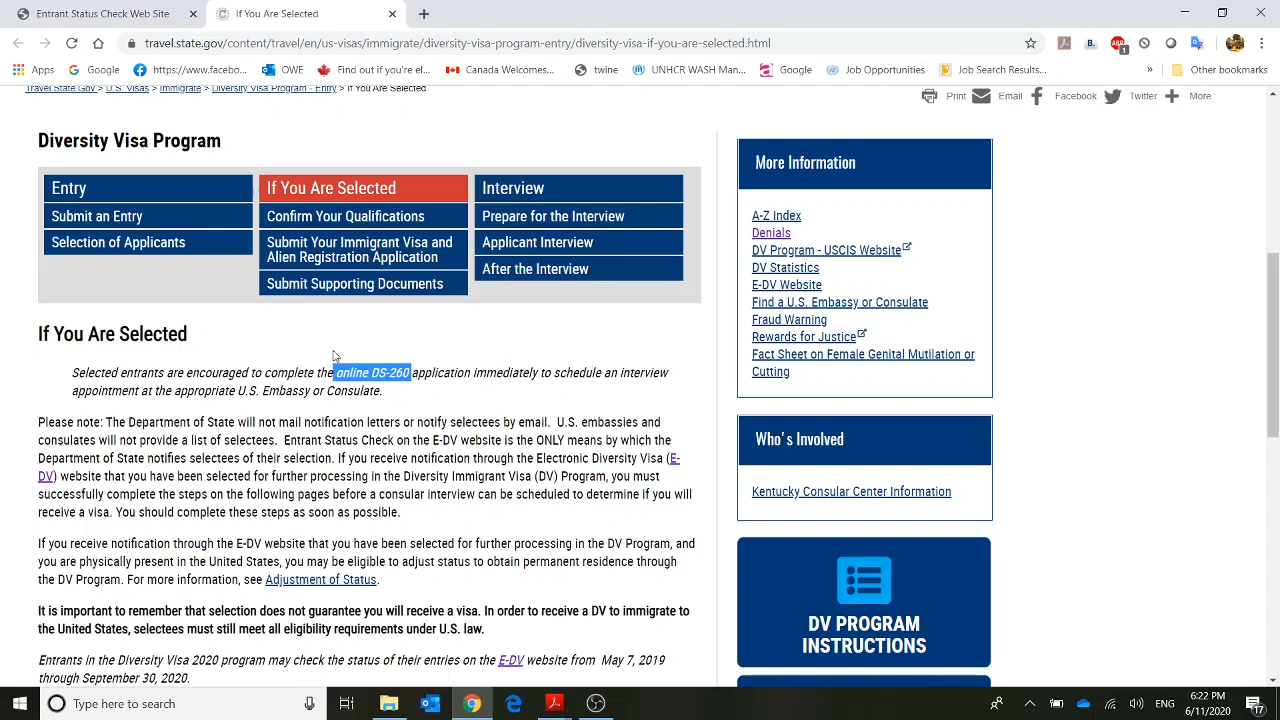 Entrant Status Check Web Site
If You Are Selected
travel.state.gov/content/travel/en/us-visas/immigrate/diversity-visa-program-entry/diversity-visa-if-you-are-selected.html
Apps
Google
https://www.facebo...
OWE
Find out if you're el...
Canada Welcomes...
twine
UNHCR WASH Man...
Google
Job Opportunities
Job Search Results...
»
Other bookmarks
Travel.State.Gov > U.S. Visas > Immigrate > Diversity Visa Program - Entry > If You Are Selected
Print
Email
Facebook
Twitter
More
Diversity Visa Program
Entry
Submit an Entry
Selection of Applicants
If You Are Selected
Confirm Your Qualifications
Submit Your Immigrant Visa and
Alien Registration Application
Submit Supporting Documents
Interview
Prepare for the Interview
Applicant Interview
After the Interview
If You Are Selected
Selected entrants are encouraged to complete the online DS-260 application immediately to schedule an interview
appointment at the appropriate U.S. Embassy or Consulate.
Please note: The Department of State will not mail notification letters or notify selectees by email.  U.S. embassies and
consulates will not provide a list of selectees.  Entrant Status Check on the E-DV website is the ONLY means by which the
Department of State notifies selectees of their selection. If you receive notification through the Electronic Diversity Visa (E-
DV) website that you have been selected for further processing in the Diversity Immigrant Visa (DV) Program, you must
successfully complete the steps on the following pages before a consular interview can be scheduled to determine if you will
receive a visa. You should complete these steps as soon as possible.
If you receive notification through the E-DV website that you have been selected for further processing in the DV Program, and
you are physically present in the United States, you may be eligible to adjust status to obtain permanent residence through
the DV Program. For more information, see Adjustment of Status.
It is important to remember that selection does not guarantee you will receive a visa. In order to receive a DV to immigrate to
the United States, selectees must still meet all eligibility requirements under U.S. law.
Entrants in the Diversity Visa 2020 program may check the status of their entries on the E-DV website from  May 7, 2019
through September 30, 2020.
More Information
A-Z Index
Denials
DV Program - USCIS Website
DV Statistics
E-DV Website
Find a U.S. Embassy or Consulate
Fraud Warning
Rewards for Justice
Fact Sheet on Female Genital Mutilation or
Cutting
Who's Involved
Kentucky Consular Center Information
DV PROGRAM
INSTRUCTIONS
Type here to search
ENG
6:22 PM
6/11/2020
17